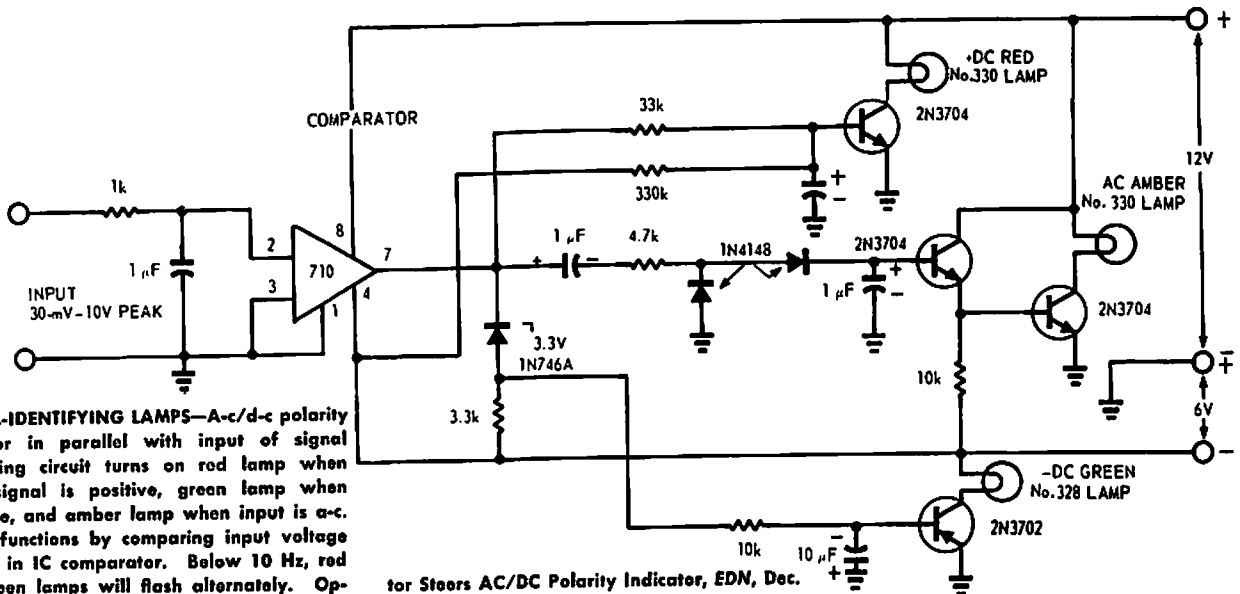 +
+DC RED
No.330 LAMP
33k
2N3704
COMPARATOR
12V
330k
1k
AC AMBER
No. 330 LAMP
8
+
-
2
1 µF
4.7k
2N3704
710
7
+
-
1N4148
+
1 µF
3
4
1 µF
-
INPUT
1
2N3704
30-mV-10V PEAK
3.3V
1N746A
-
+
10k
6V
3.3k
-
-IDENTIFYING LAMPS—A-c/d-c polarity
or in parallel with input of signal
ing circuit turns on red lamp when
signal is positive, green lamp when
e, and amber lamp when input is a-c.
functions by comparing input voltage
in IC comparator. Below 10 Hz, red
een lamps will flash alternately. Op-
-DC GREEN
No.328 LAMP
2N3702
10k
-
10 µF
+
tor Steers AC/DC Polarity Indicator, EDN, Dec.